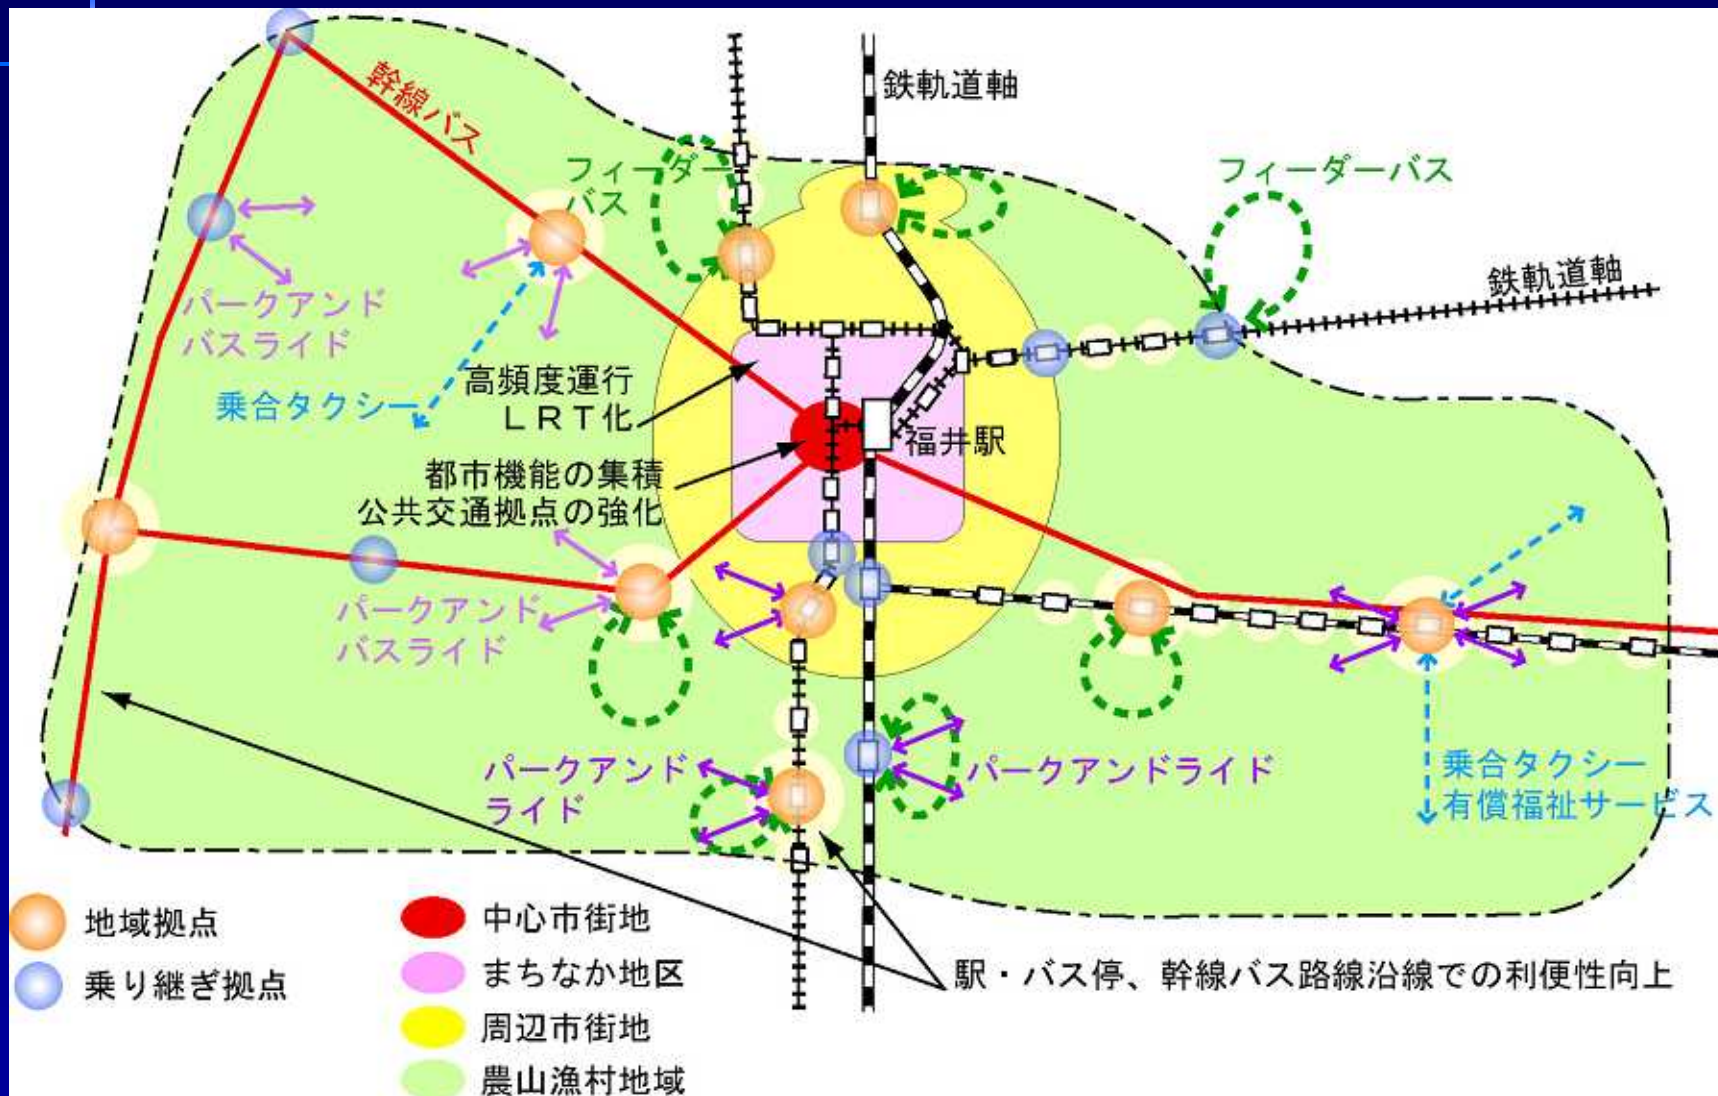 鉄軌道軸
幹線バス
フィーダー
バス
フィーダーバス
鉄軌道軸
パークアンド
バスライド
高頻度運行
ＬＲＴ化
乗合タクシー
福井駅
都市機能の集積
公共交通拠点の強化
パークアンド
バスライド
パークアンド
ライド
パークアンドライド
乗合タクシー
有償福祉サービス
地域拠点
乗り継ぎ拠点
中心市街地
まちなか地区
周辺市街地
農山漁村地域
駅・バス停、幹線バス路線沿線での利便性向上